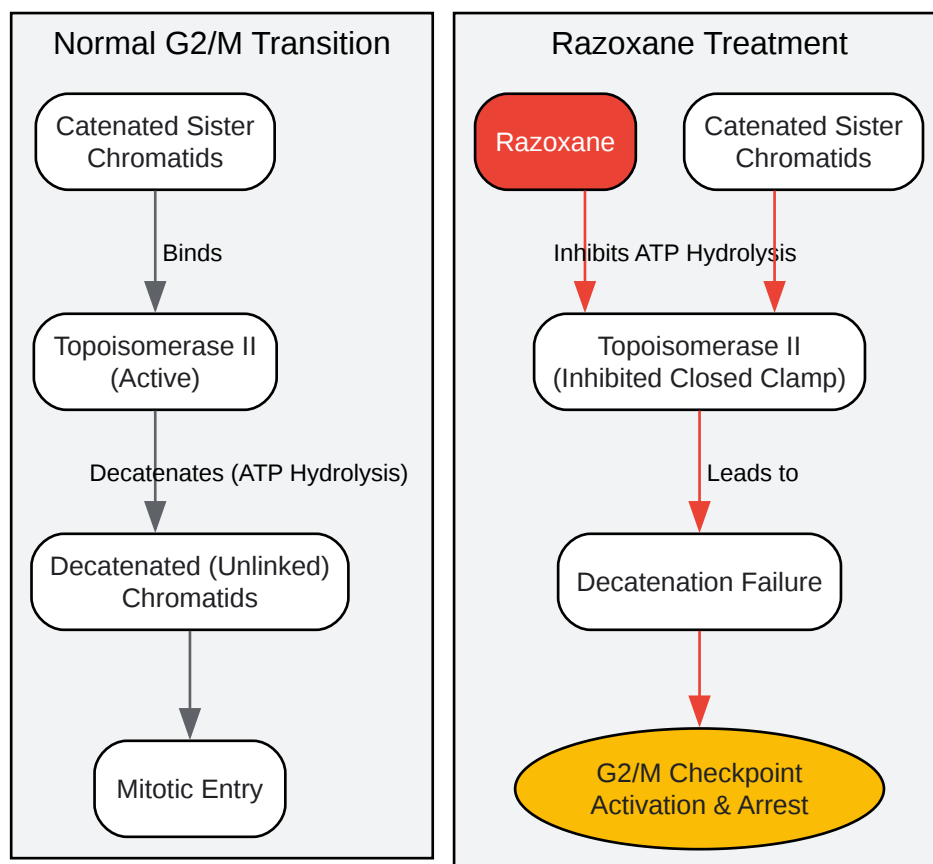 Normal G2/M Transition
Catenated Sister
Chromatids
Binds
Topoisomerase II
(Active)
Decatenates (ATP Hydrolysis)
Decatenated (Unlinked)
Chromatids
Mitotic Entry
Razoxane Treatment
Razoxane
Catenated Sister
Chromatids
Inhibits ATP Hydrolysis
Topoisomerase II
(Inhibited Closed Clamp)
Leads to
Decatenation Failure
G2/M Checkpoint
Activation & Arrest